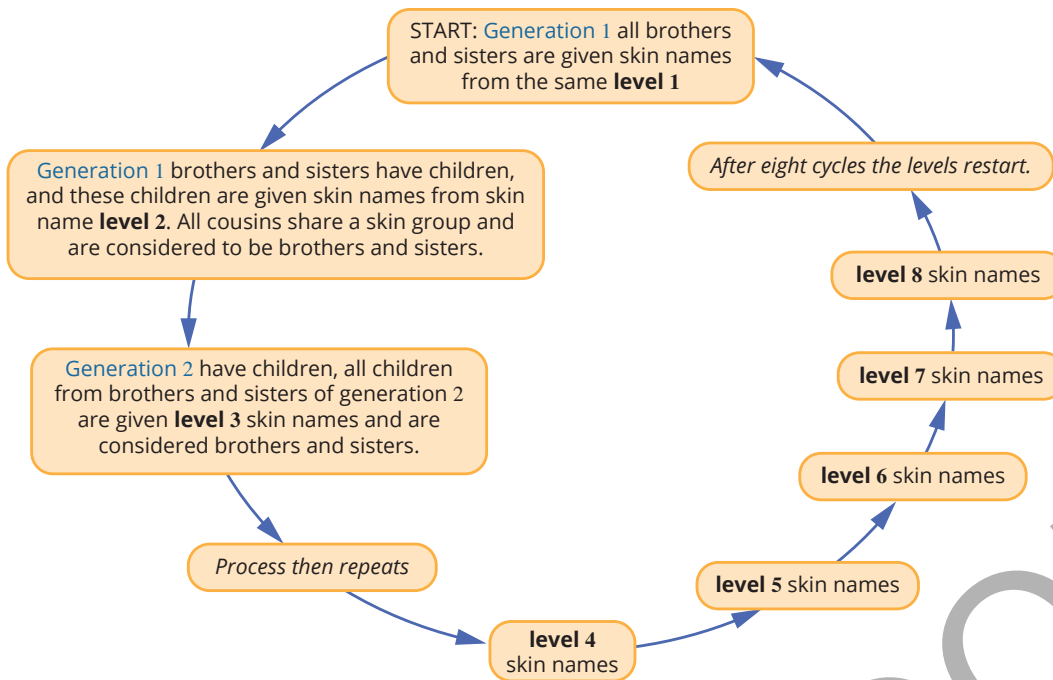 START: Generation 1 all brothers
and sisters are given skin names
from the same level 1
Generation 1 brothers and sisters have children,
and these children are given skin names from skin
name level 2. All cousins share a skin group and
are considered to be brothers and sisters.
Generation 2 have children, all children
from brothers and sisters of generation 2
are given level 3 skin names and are
considered brothers and sisters.
Process then repeats
level 4
skin names
level 5 skin names
level 6 skin names
level 7 skin names
level 8 skin names
After eight cycles the levels restart.